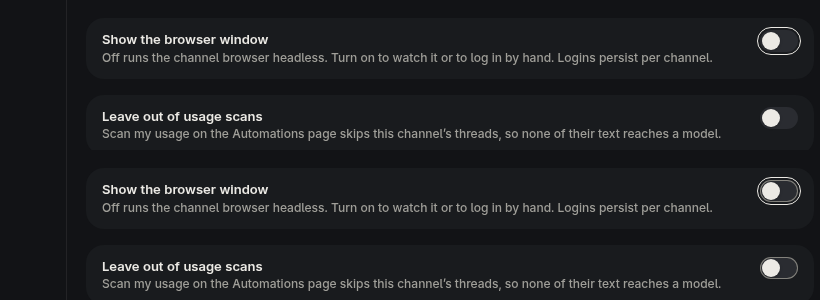 Show the browser window
Off runs the channel browser headless. Turn on to watch it or to log in by hand. Logins persist per channel.
Leave out of usage scans
Scan my usage on the Automations page skips this channel's threads, so none of their text reaches a model.
Show the browser window
Off runs the channel browser headless. Turn on to watch it or to log in by hand. Logins persist per channel.
Leave out of usage scans
Scan my usage on the Automations page skips this channel's threads, so none of their text reaches a model.